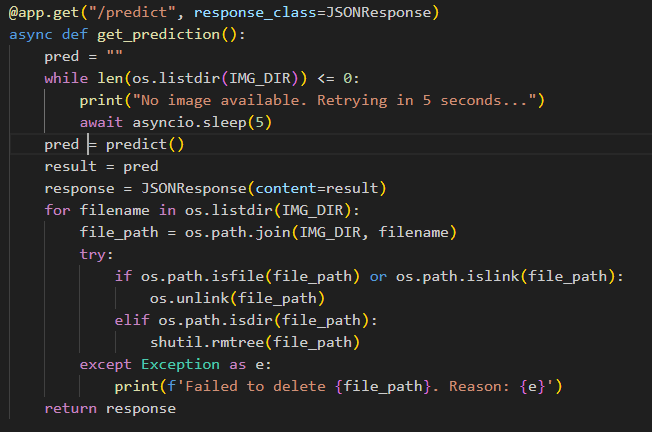 @app.get("/predict", response_class=JSONResponse)
async def get_prediction():
    pred = ""
    while len(os.listdir(IMG_DIR)) <= 0:
        print("No image available. Retrying in 5 seconds...")
        await asyncio.sleep(5)
    pred = predict()
    result = pred
    response = JSONResponse(content=result)
    for filename in os.listdir(IMG_DIR):
        file_path = os.path.join(IMG_DIR, filename)
        try:
            if os.path.isfile(file_path) or os.path.islink(file_path):
                os.unlink(file_path)
            elif os.path.isdir(file_path):
                shutil.rmtree(file_path)
        except Exception as e:
            print(f'Failed to delete {file_path}. Reason: {e}')
    return response